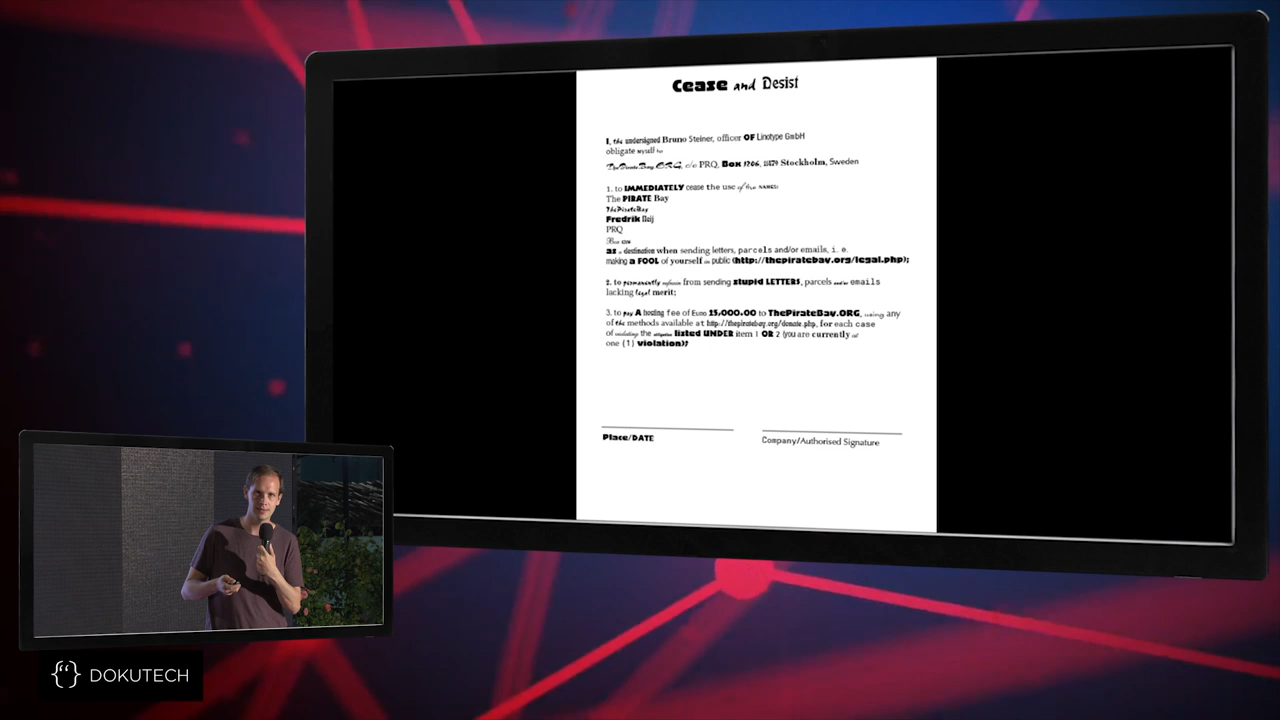 Cease and Desist
I, the undersigned Bruno Steiner, officer OF Linotype GmbH
obligate myself to
ThePirateBay.ORG, c/o PRQ, Box 1206, 11479 Stockholm, Sweden
1. to IMMEDIATELY cease the use of the NAMES:
The PIRATE Bay
ThePirateBay
Fredrik Neij
PRQ
Box 1206
as a destination when sending letters, parcels and/or emails, i. e.
making a FOOL of yourself in public (http://thepiratebay.org/legal.php);
2. to permanently refrain from sending stupid LETTERS, parcels and/or emails
lacking legal merit;
3. to pay A hosting fee of Euro 15,000.00 to ThePirateBay.ORG, using any
of the methods available at http://thepiratebay.org/donate.php, for each case
of violating the obligation listed UNDER item 1 OR 2 (you are currently at
one (1) violation);
Place/DATE
Company/Authorised Signature
DOKUTECH